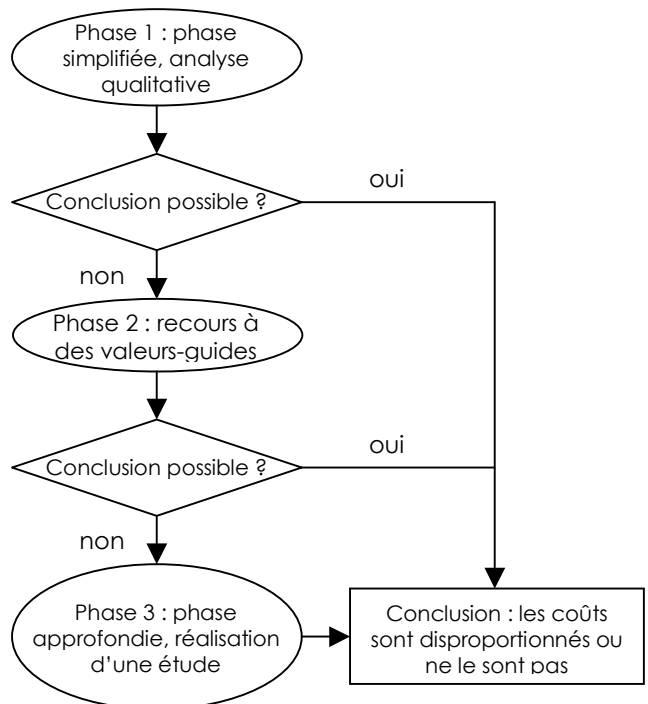 Phase 1 : phase
simplifiée, analyse
qualitative
oui
Conclusion possible ?
non
Phase 2 : recours à
des valeurs-guides
oui
Conclusion possible ?
non
Phase 3 : phase
approfondie, réalisation
d'une étude
Conclusion : les coûts
sont disproportionnés ou
ne le sont pas